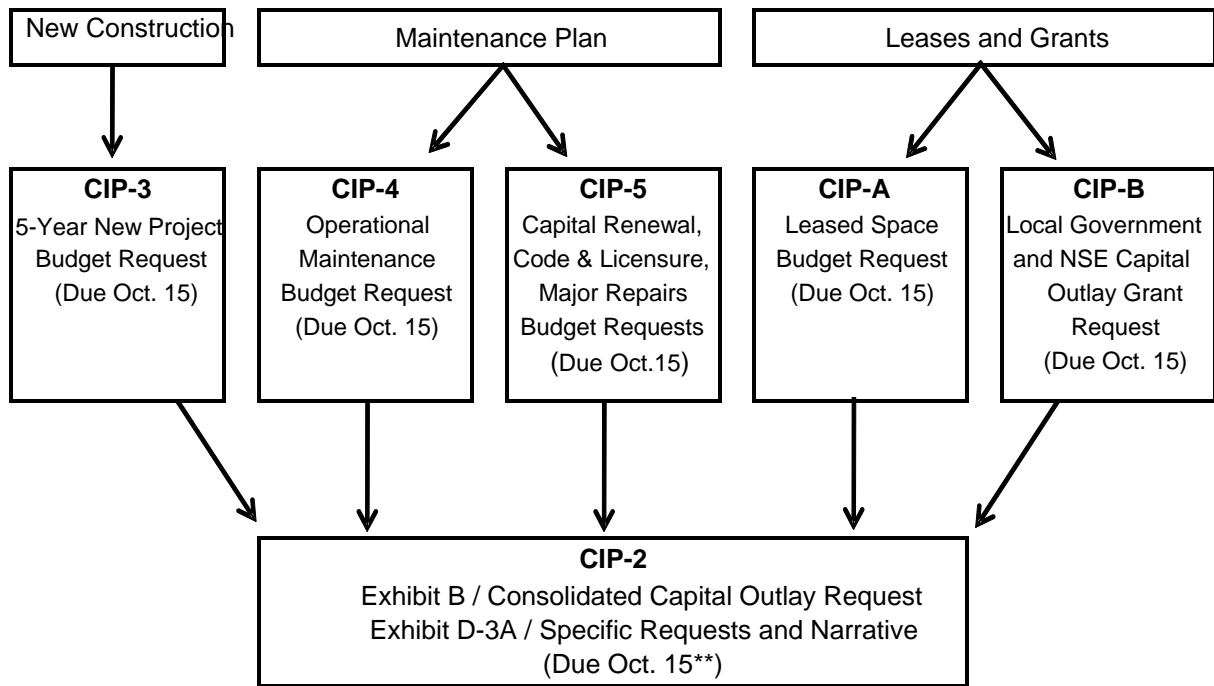 New Construction
Maintenance Plan
Leases and Grants
CIP-3
5-Year New Project
Budget Request
(Due Oct. 15)
CIP-4
Operational
Maintenance
Budget Request
(Due Oct. 15)
CIP-5
Capital Renewal,
Code & Licensure,
Major Repairs
Budget Requests
(Due Oct.15)
CIP-A
Leased Space
Budget Request
(Due Oct. 15)
CIP-B
Local Government
and NSE Capital
Outlay Grant
Request
(Due Oct. 15)
CIP-2
Exhibit B / Consolidated Capital Outlay Request
Exhibit D-3A / Specific Requests and Narrative
(Due Oct. 15**)